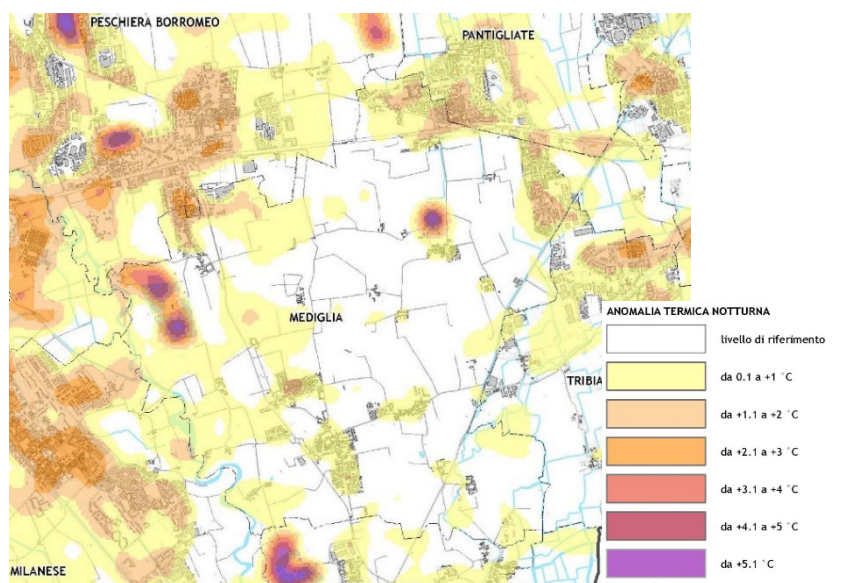 PESCHIERA BORROMEO
PANTIGLIATE
MEDIGLIA
TRIBIA
MILANESE
ANOMALIA TERMICA NOTTURNA
livello di riferimento
da 0.1 a +1 °C
da +1.1 a +2 °C
da +2.1 a +3 °C
da +3.1 a +4 °C
da +4.1 a +5 °C
da +5.1 °C